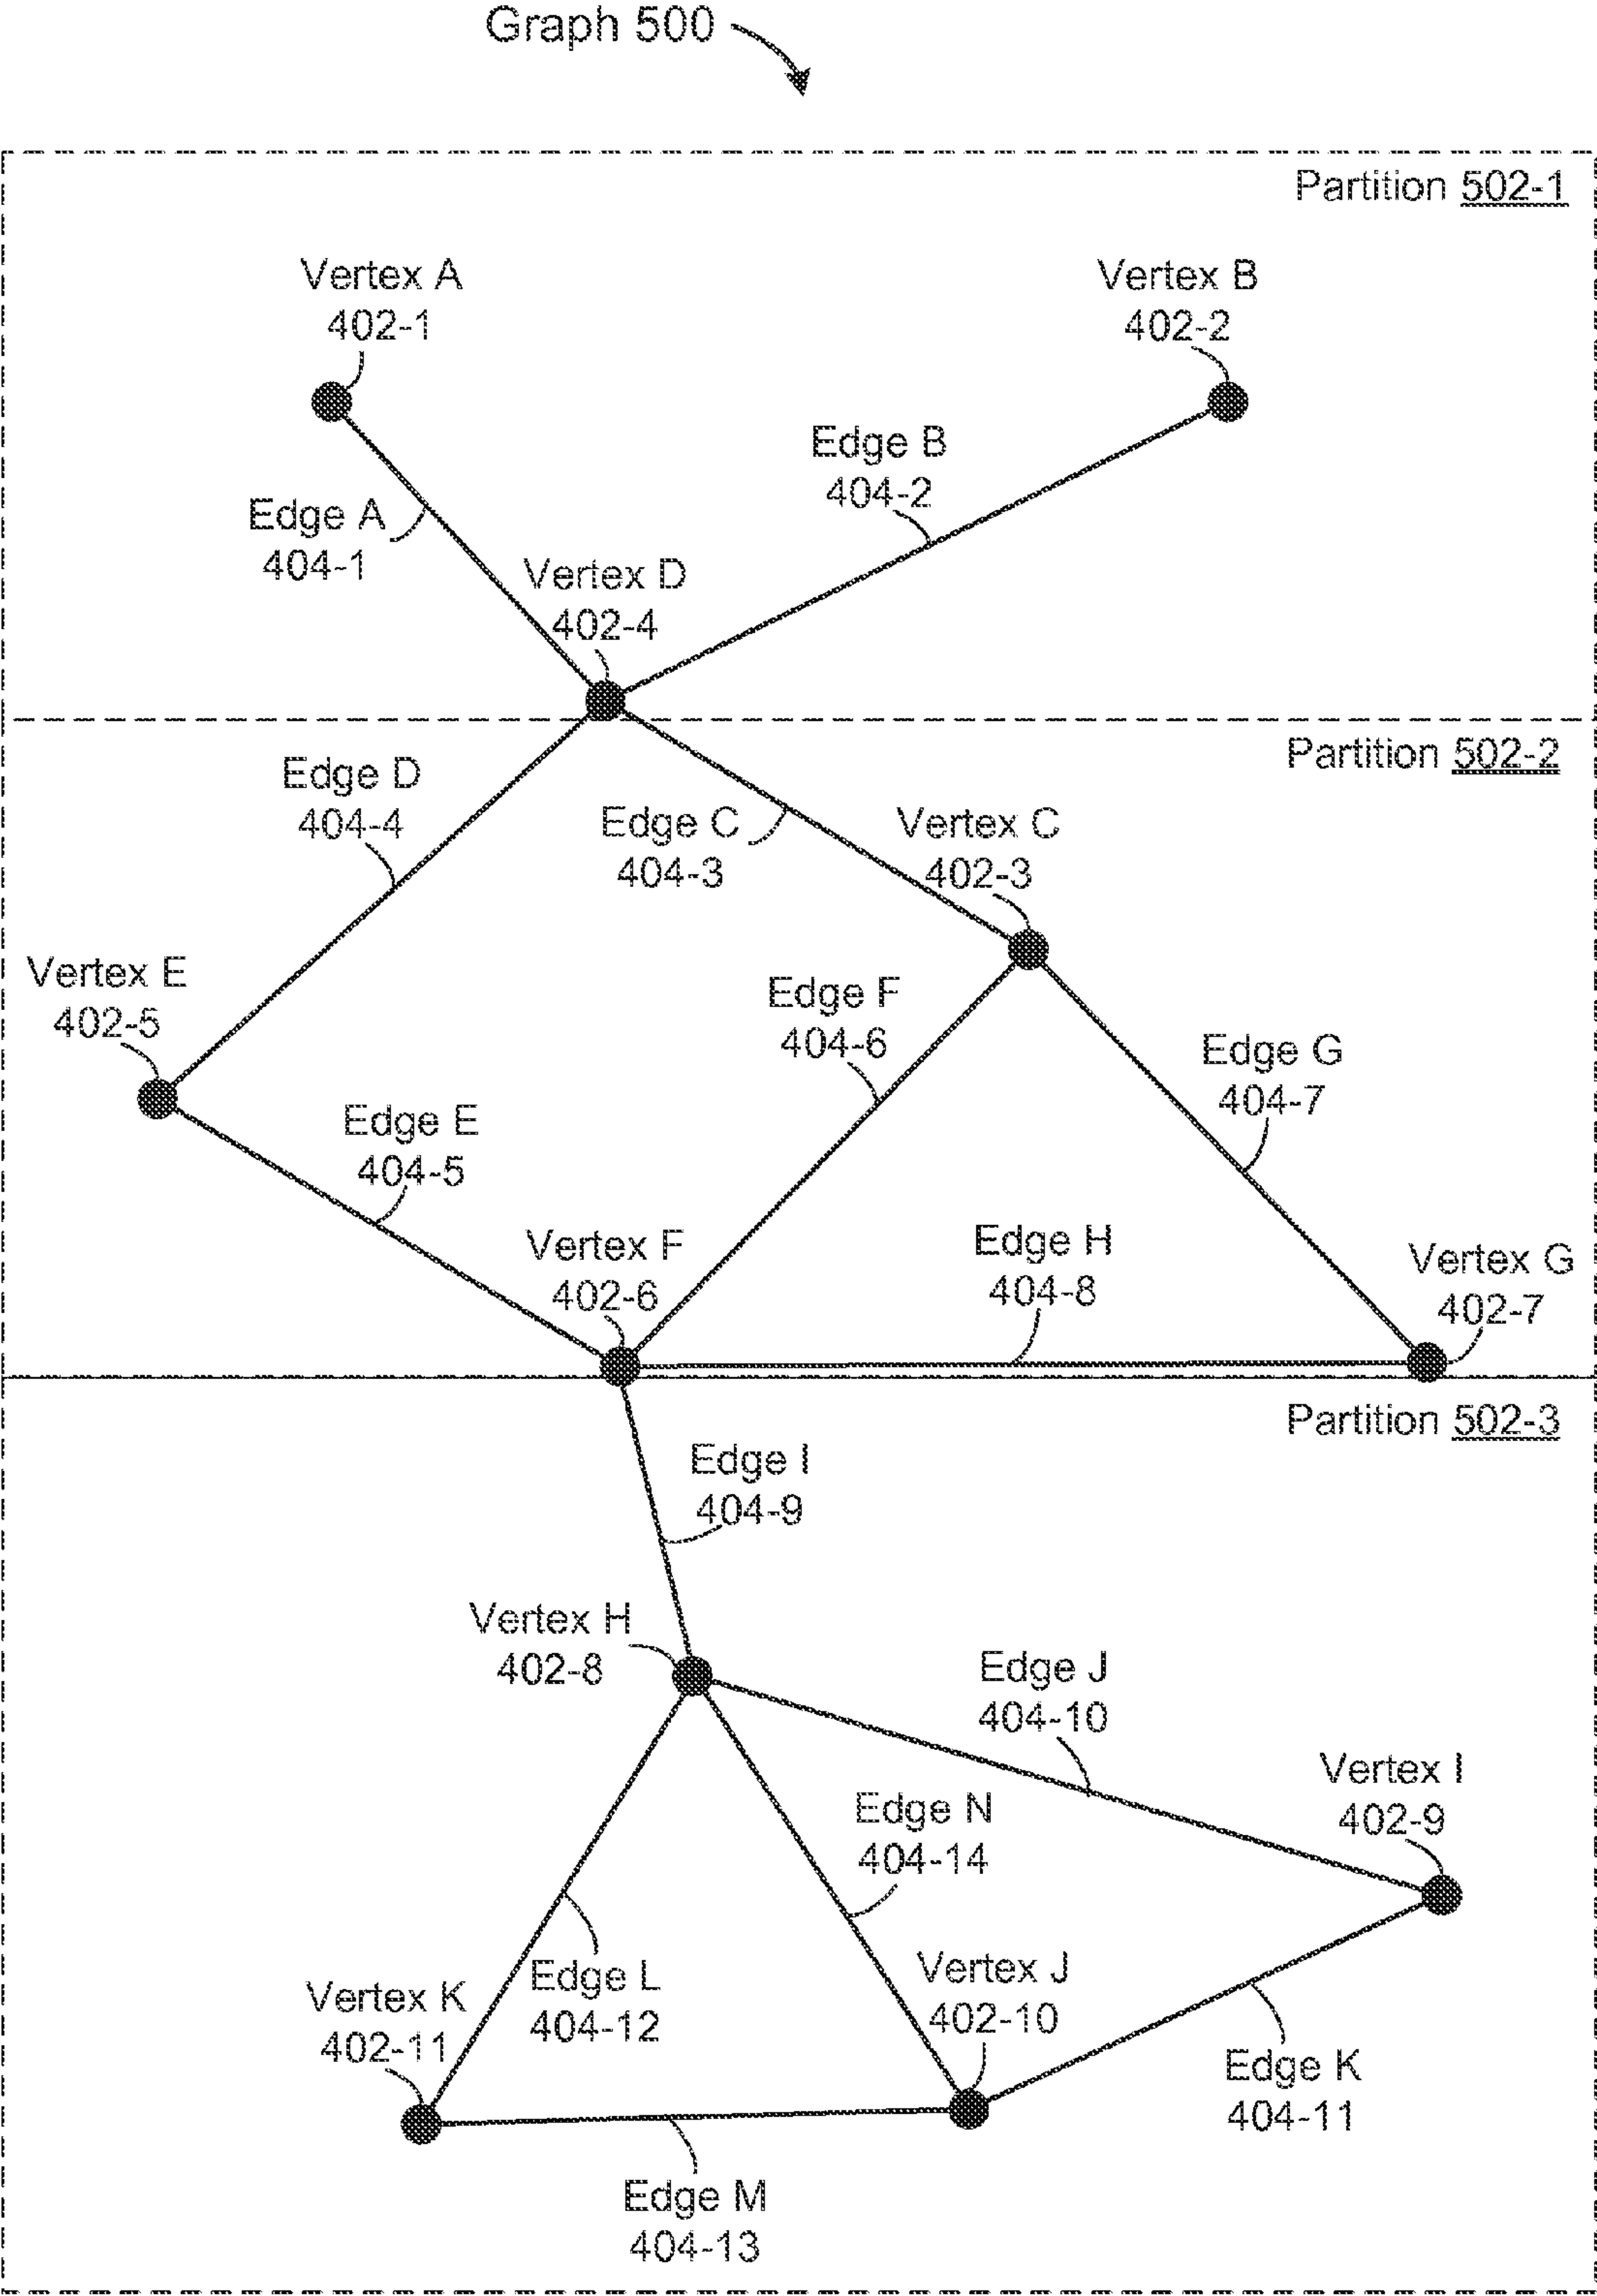 Graph 500
Partition 502-1
Vertex A
402-1
Vertex B
402-2
Edge B
404-2
Edge A
404-1
Vertex D
402-4
Partition 502-2
Edge D
404-4
Edge C
404-3
Vertex C
402-3
Vertex E
402-5
Edge F
404-6
Edge G
404-7
Edge E
404-5
Vertex F
402-6
Edge H
404-8
Vertex G
402-7
Partition 502-3
Edge I
404-9
Vertex H
402-8
Edge J
404-10
Vertex I
402-9
Edge N
404-14
Edge L
404-12
Vertex J
402-10
Vertex K
402-11
Edge K
404-11
Edge M
404-13